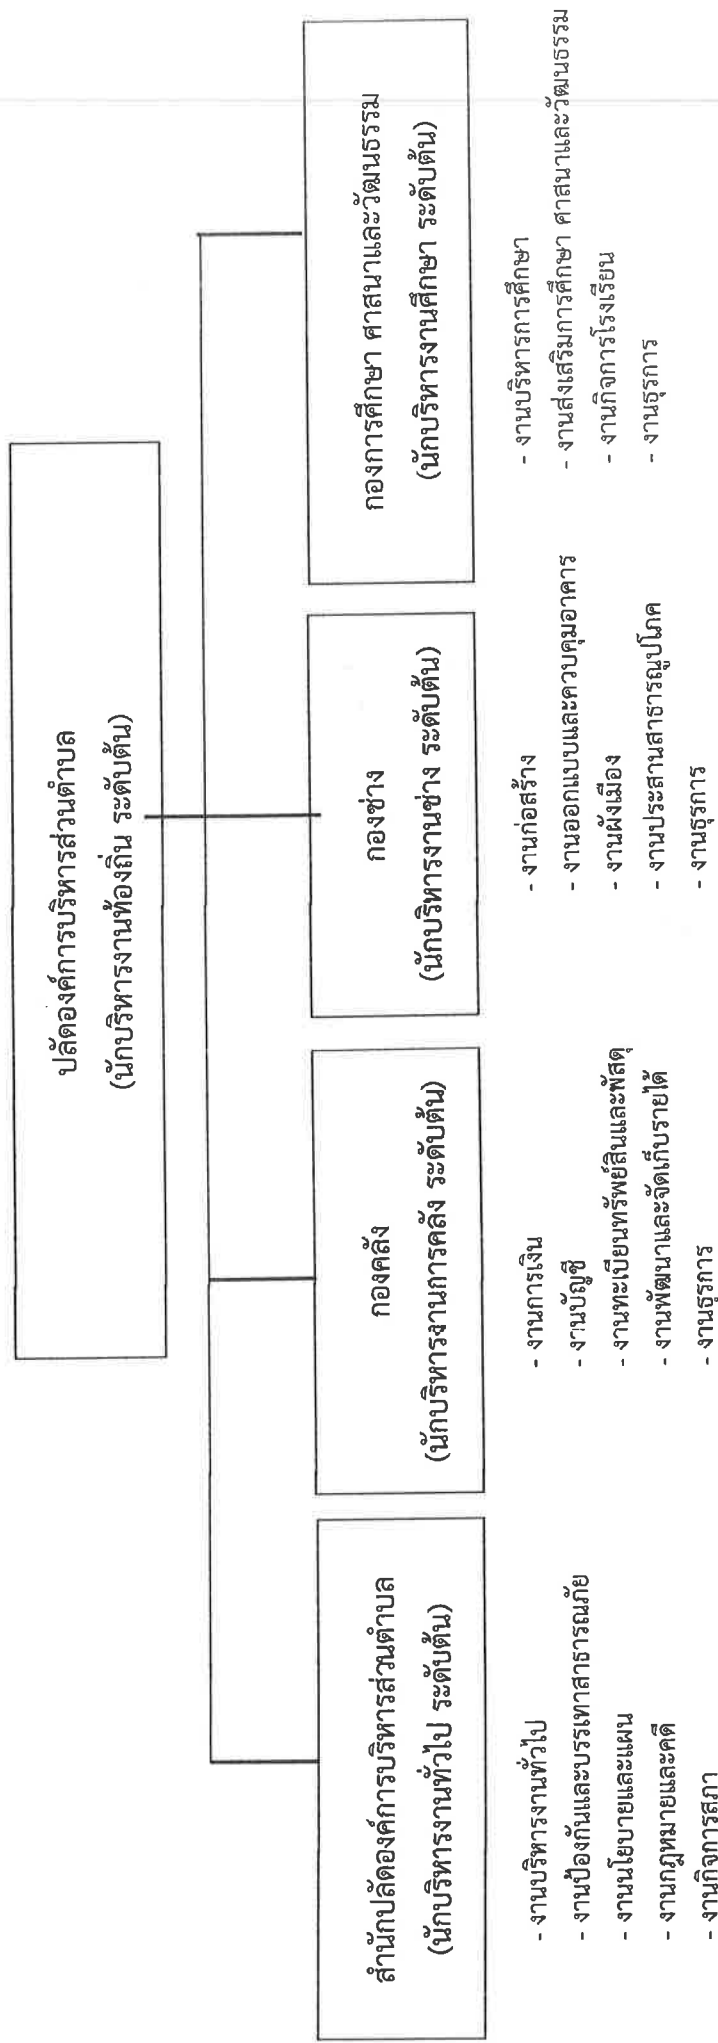 ปลัดองค์การบริหารส่วนตำบล
(นักบริหารงานท้องถิ่น ระดับต้น)
สำนักปลัดองค์การบริหารส่วนตำบล
(นักบริหารงานทั่วไป ระดับต้น)
- งานบริหารงานทั่วไป
- งานป้องกันและบรรเทาสาธารณภัย
- งานนโยบายและแผน
- งานกฎหมายและคดี
- งานกิจการสภา
กองคลัง
(นักบริหารงานการคลัง ระดับต้น)
- งานการเงิน
- งานบัญชี
- งานทะเบียนทรัพย์สินและพัสดุ
- งานพัฒนาและจัดเก็บรายได้
- งานธุรการ
กองช่าง
(นักบริหารงานช่าง ระดับต้น)
- งานก่อสร้าง
- งานออกแบบและควบคุมอาคาร
- งานผังเมือง
- งานประสานสาธารณูปโภค
- งานธุรการ
กองการศึกษา ศาสนาและวัฒนธรรม
(นักบริหารงานศึกษา ระดับต้น)
- งานบริหารการศึกษา
- งานส่งเสริมการศึกษา ศาสนาและวัฒนธรรม
- งานกิจการโรงเรียน
- งานธุรการ